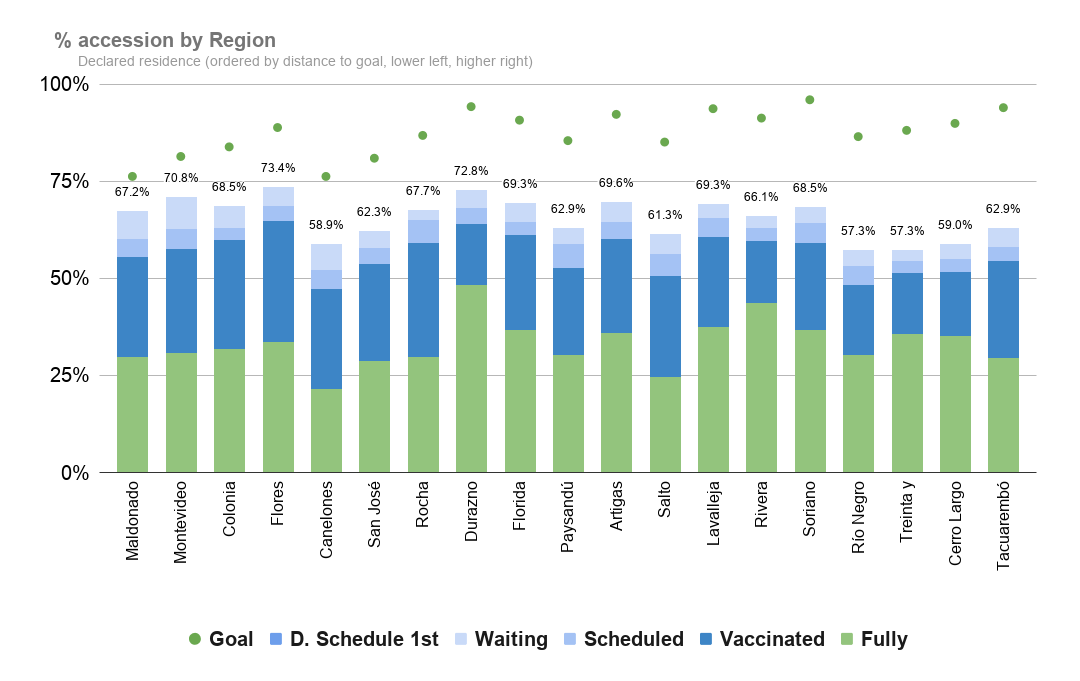 % accession by Region
Declared residence (ordered by distance to goal, lower left, higher right)
100%
75%
50%
25%
0%
67.2%
70.8%
68.5%
73.4%
58.9%
62.3%
67.7%
72.8%
69.3%
62.9%
69.6%
61.3%
69.3%
66.1%
68.5%
57.3%
57.3%
59.0%
62.9%
Maldonado
Montevideo
Colonia
Flores
Canelones
San José
Rocha
Durazno
Florida
Paysandú
Artigas
Salto
Lavalleja
Rivera
Soriano
Río Negro
Treinta y
Cerro Largo
Tacuarembó
Goal D. Schedule 1st Waiting Scheduled Vaccinated Fully